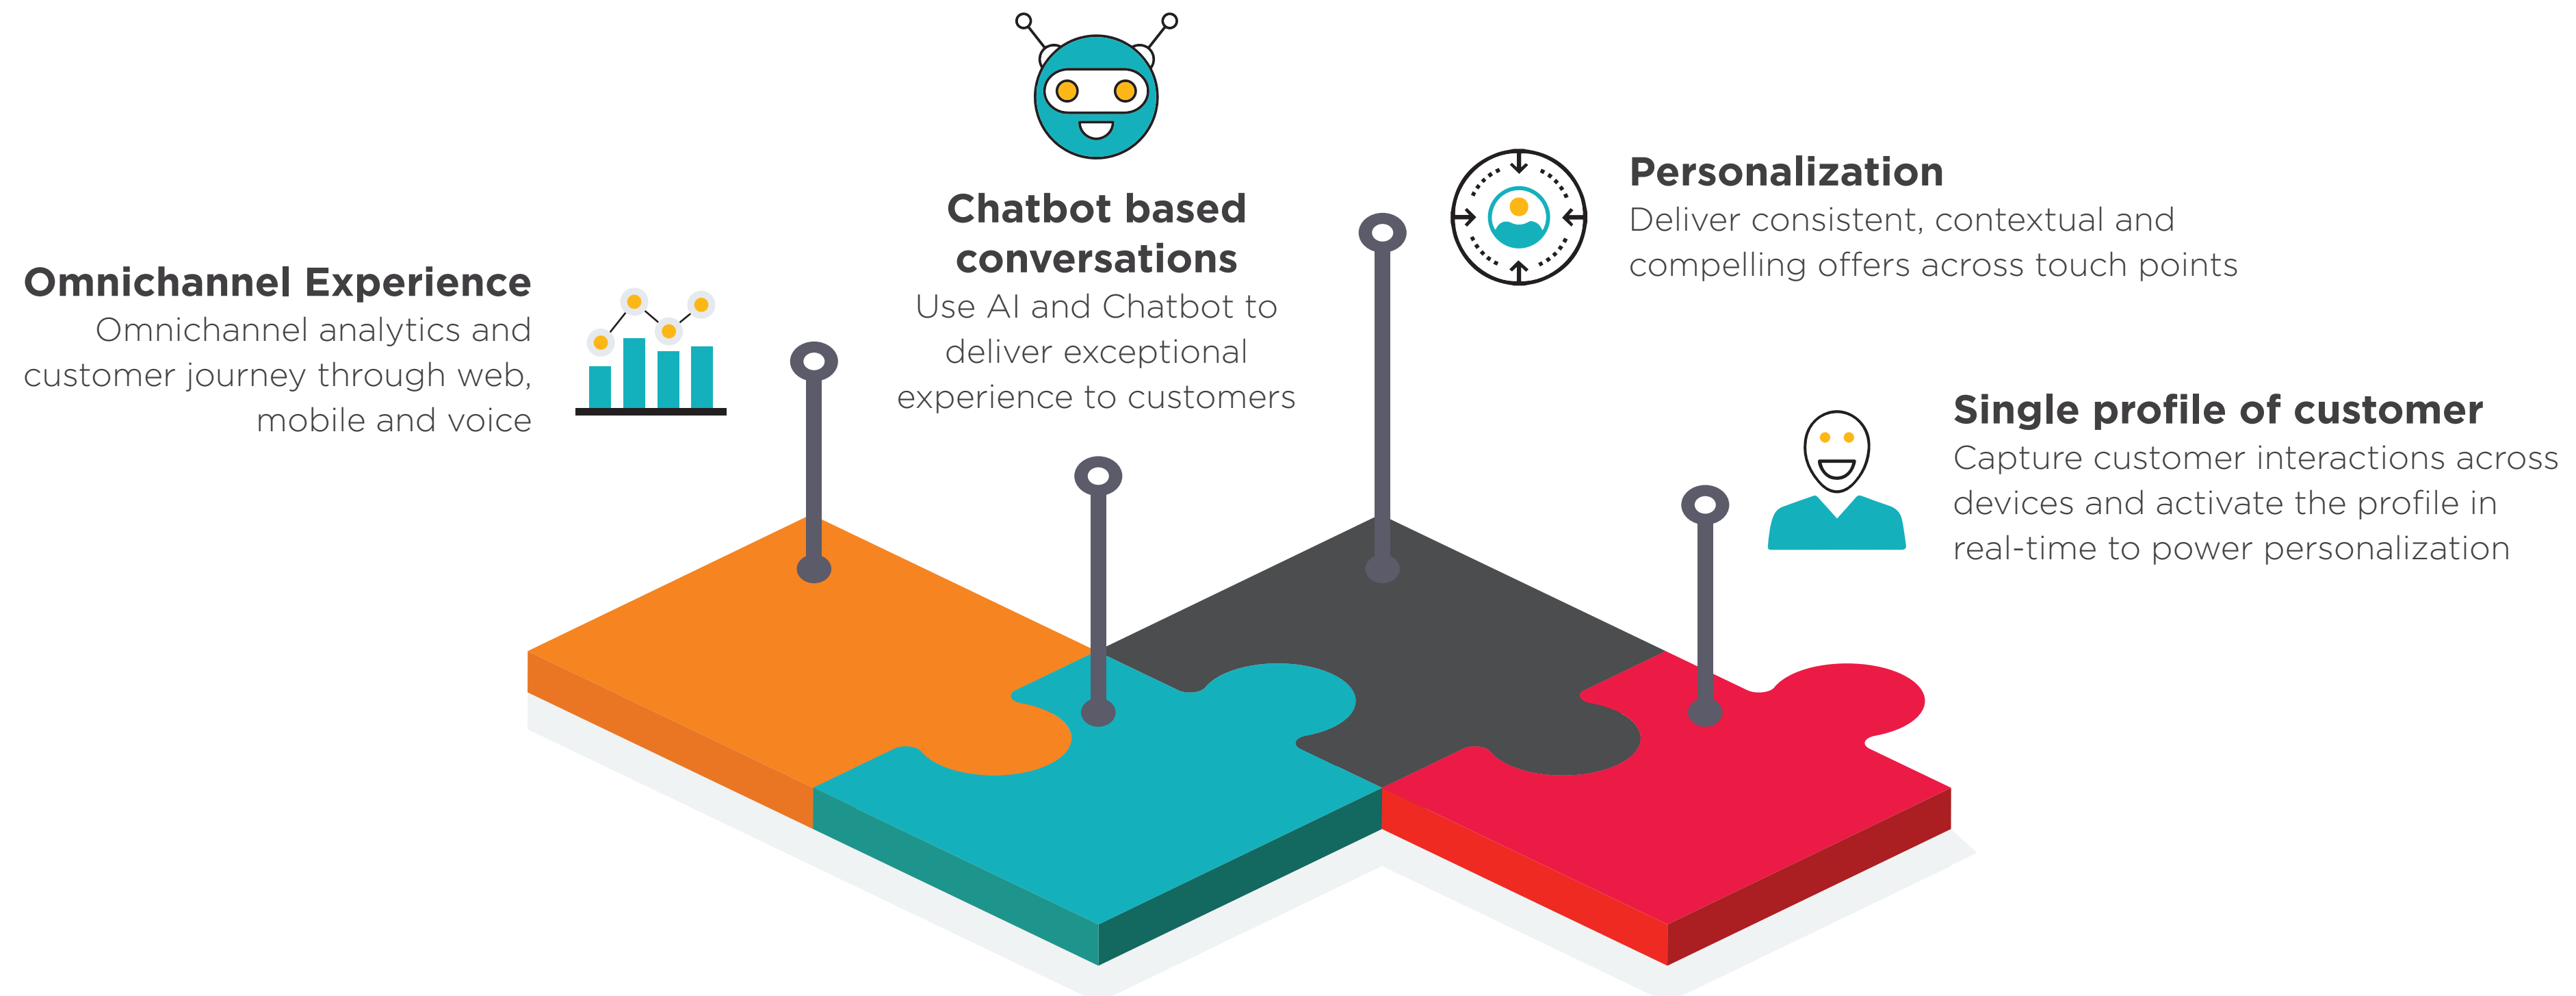 Omnichannel Experience
Omnichannel analytics and
customer journey through web,
mobile and voice
Chatbot based
conversations
Use AI and Chatbot to
deliver exceptional
experience to customers
Personalization
Deliver consistent, contextual and
compelling offers across touch points
Single profile of customer
Capture customer interactions across
devices and activate the profile in
real-time to power personalization